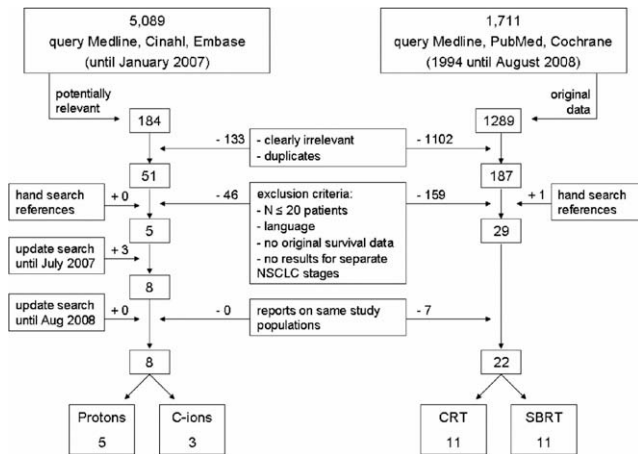 5,089
query Medline, Cinahl, Embase
(until January 2007)
1,711
query Medline, PubMed, Cochrane
(1994 until August 2008)
potentially
relevant
original
data
184
1289
- 133
- clearly irrelevant
- duplicates
- 1102
51
187
hand search
references
+ 0
- 46
exclusion criteria:
- N ≤ 20 patients
- language
- no original survival data
- no results for separate
NSCLC stages
- 159
+ 1
hand search
references
5
29
update search
until July 2007
+ 3
8
update search
until Aug 2008
+0
- 0
reports on same study
populations
- 7
8
22
Protons
5
C-ions
3
CRT
11
SBRT
11